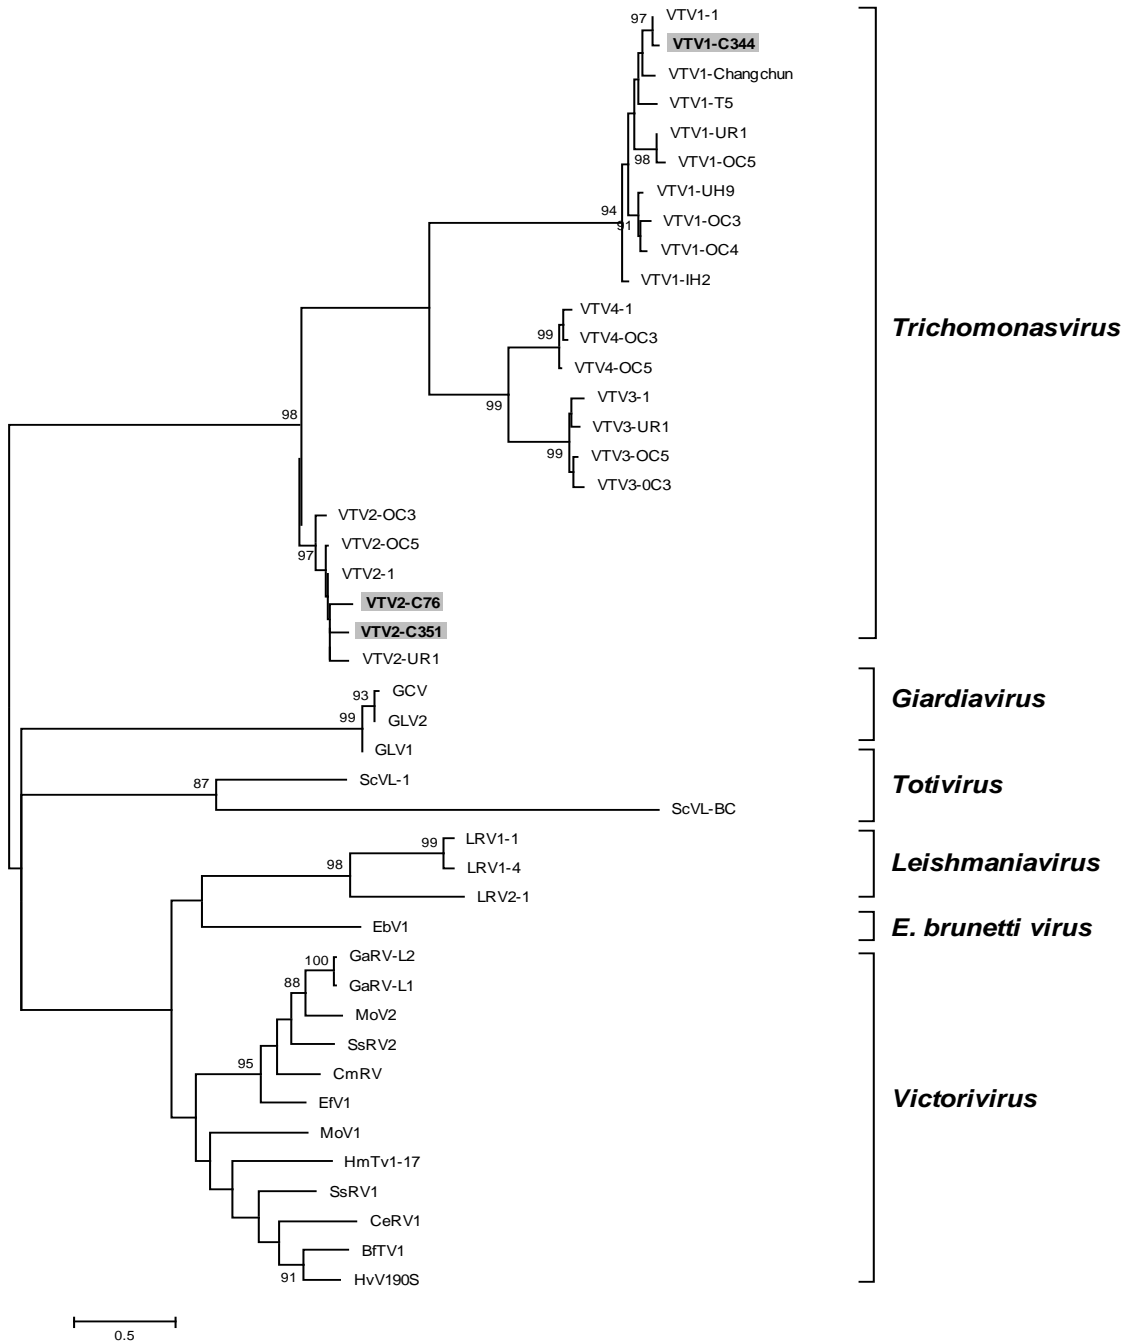 VTV1-1
97
VTV1-C344
VTV1-Changchun
VTV1-T5
VTV1-UR1
98
VTV1-OC5
VTV1-UH9
94
VTV1-OC3
91
VTV1-OC4
VTV1-IH2
VTV4-1
99
VTV4-OC3
VTV4-OC5
Trichomonasvirus
VTV3-1
99
VTV3-UR1
98
99
VTV3-OC5
VTV3-0C3
VTV2-OC3
97
VTV2-OC5
VTV2-1
VTV2-C76
VTV2-C351
VTV2-UR1
93
GCV
Giardiavirus
99
GLV2
GLV1
87
ScVL-1
Totivirus
ScVL-BC
99
LRV1-1
98
LRV1-4
Leishmaniavirus
LRV2-1
EbV1
E. brunetti virus
100
GaRV-L2
88
GaRV-L1
MoV2
SsRV2
95
CmRV
Victorivirus
EfV1
MoV1
HmTv1-17
SsRV1
CeRV1
BfTV1
91
HvV190S
0.5